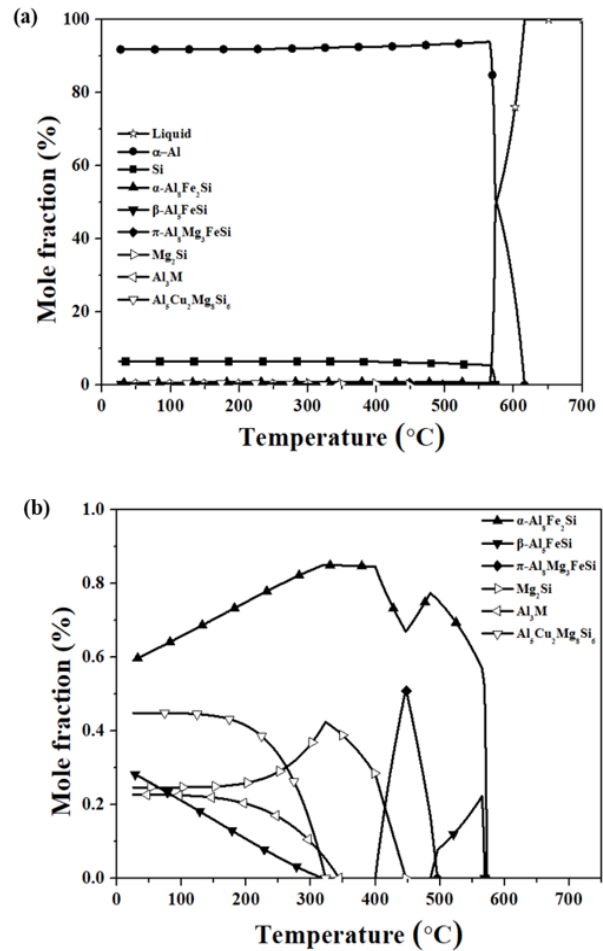 (a)
100
80
60
40
20
0
Mole fraction (%)
Liquid
α–Al
Si
α-Al₈Fe₂Si
β-Al₅FeSi
π-Al₈Mg₃FeSi
Mg₂Si
Al₃M
Al₅Cu₂Mg₈Si₆
0 100 200 300 400 500 600 700
Temperature (°C)
(b)
1.0
0.8
0.6
0.4
0.2
0.0
Mole fraction (%)
α-Al₈Fe₂Si
β-Al₅FeSi
π-Al₈Mg₃FeSi
Mg₂Si
Al₃M
Al₅Cu₂Mg₈Si₆
0 100 200 300 400 500 600 700
Temperature (°C)